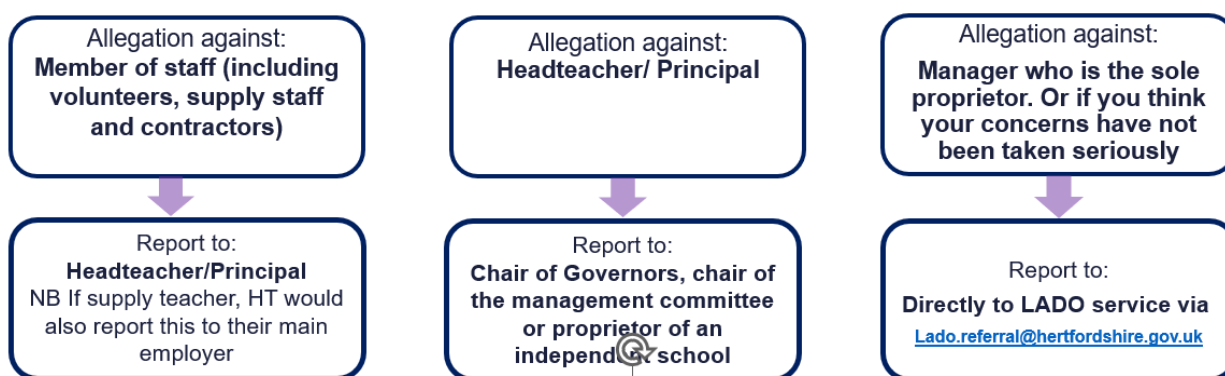 Allegation against:
Member of staff (including
volunteers, supply staff
and contractors)
Report to:
Headteacher/Principal
NB If supply teacher, HT would
also report this to their main
employer
Allegation against:
Headteacher/ Principal
Report to:
Chair of Governors, chair of
the management committee
or proprietor of an
independent school
Allegation against:
Manager who is the sole
proprietor. Or if you think
your concerns have not
been taken seriously
Report to:
Directly to LADO service via
Lado.referral@hertfordshire.gov.uk